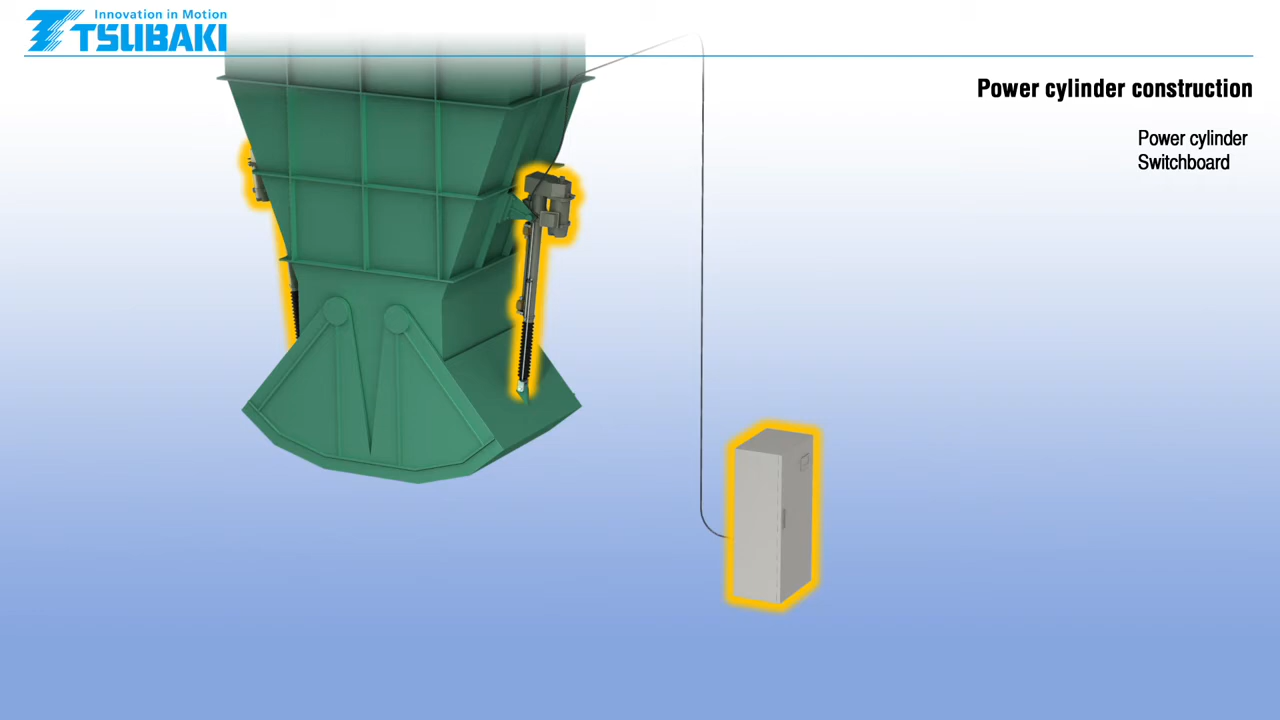 Innovation in Motion
TSUBAKI
Power cylinder construction
Power cylinder
Switchboard